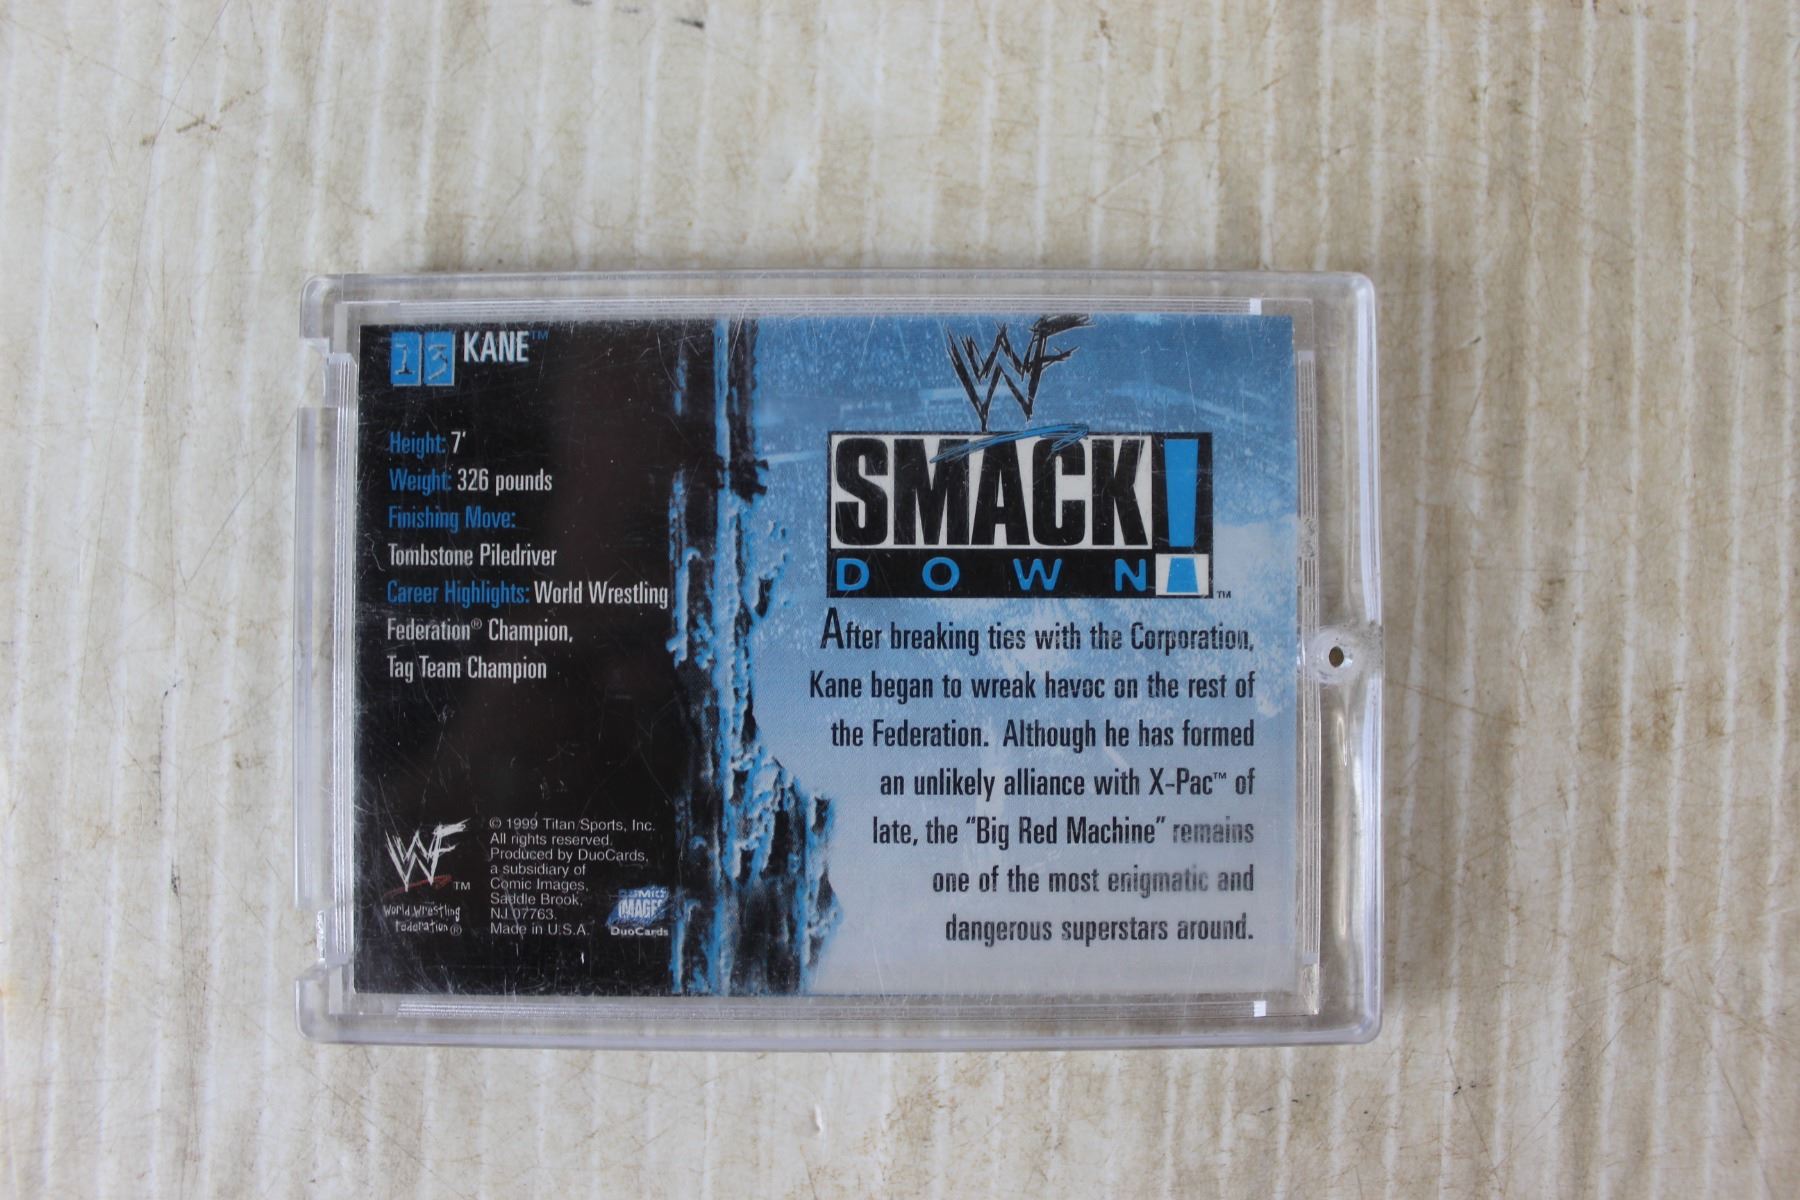 13 KANE™
Height: 7'
Weight: 326 pounds
Finishing Move:
Tombstone Piledriver
Career Highlights: World Wrestling
Federation® Champion,
Tag Team Champion
WF™
World Wrestling
Federation®
© 1999 Titan Sports, Inc.
All rights reserved.
Produced by DuoCards,
a subsidiary of
Comic Images,
Saddle Brook,
NJ 07763.
Made in U.S.A.
COMIC
IMAGES
DuoCards
WF
SMACK!
DOWN
™
After breaking ties with the Corporation,
Kane began to wreak havoc on the rest of
the Federation. Although he has formed
an unlikely alliance with X-Pac™ of
late, the "Big Red Machine" remains
one of the most enigmatic and
dangerous superstars around.